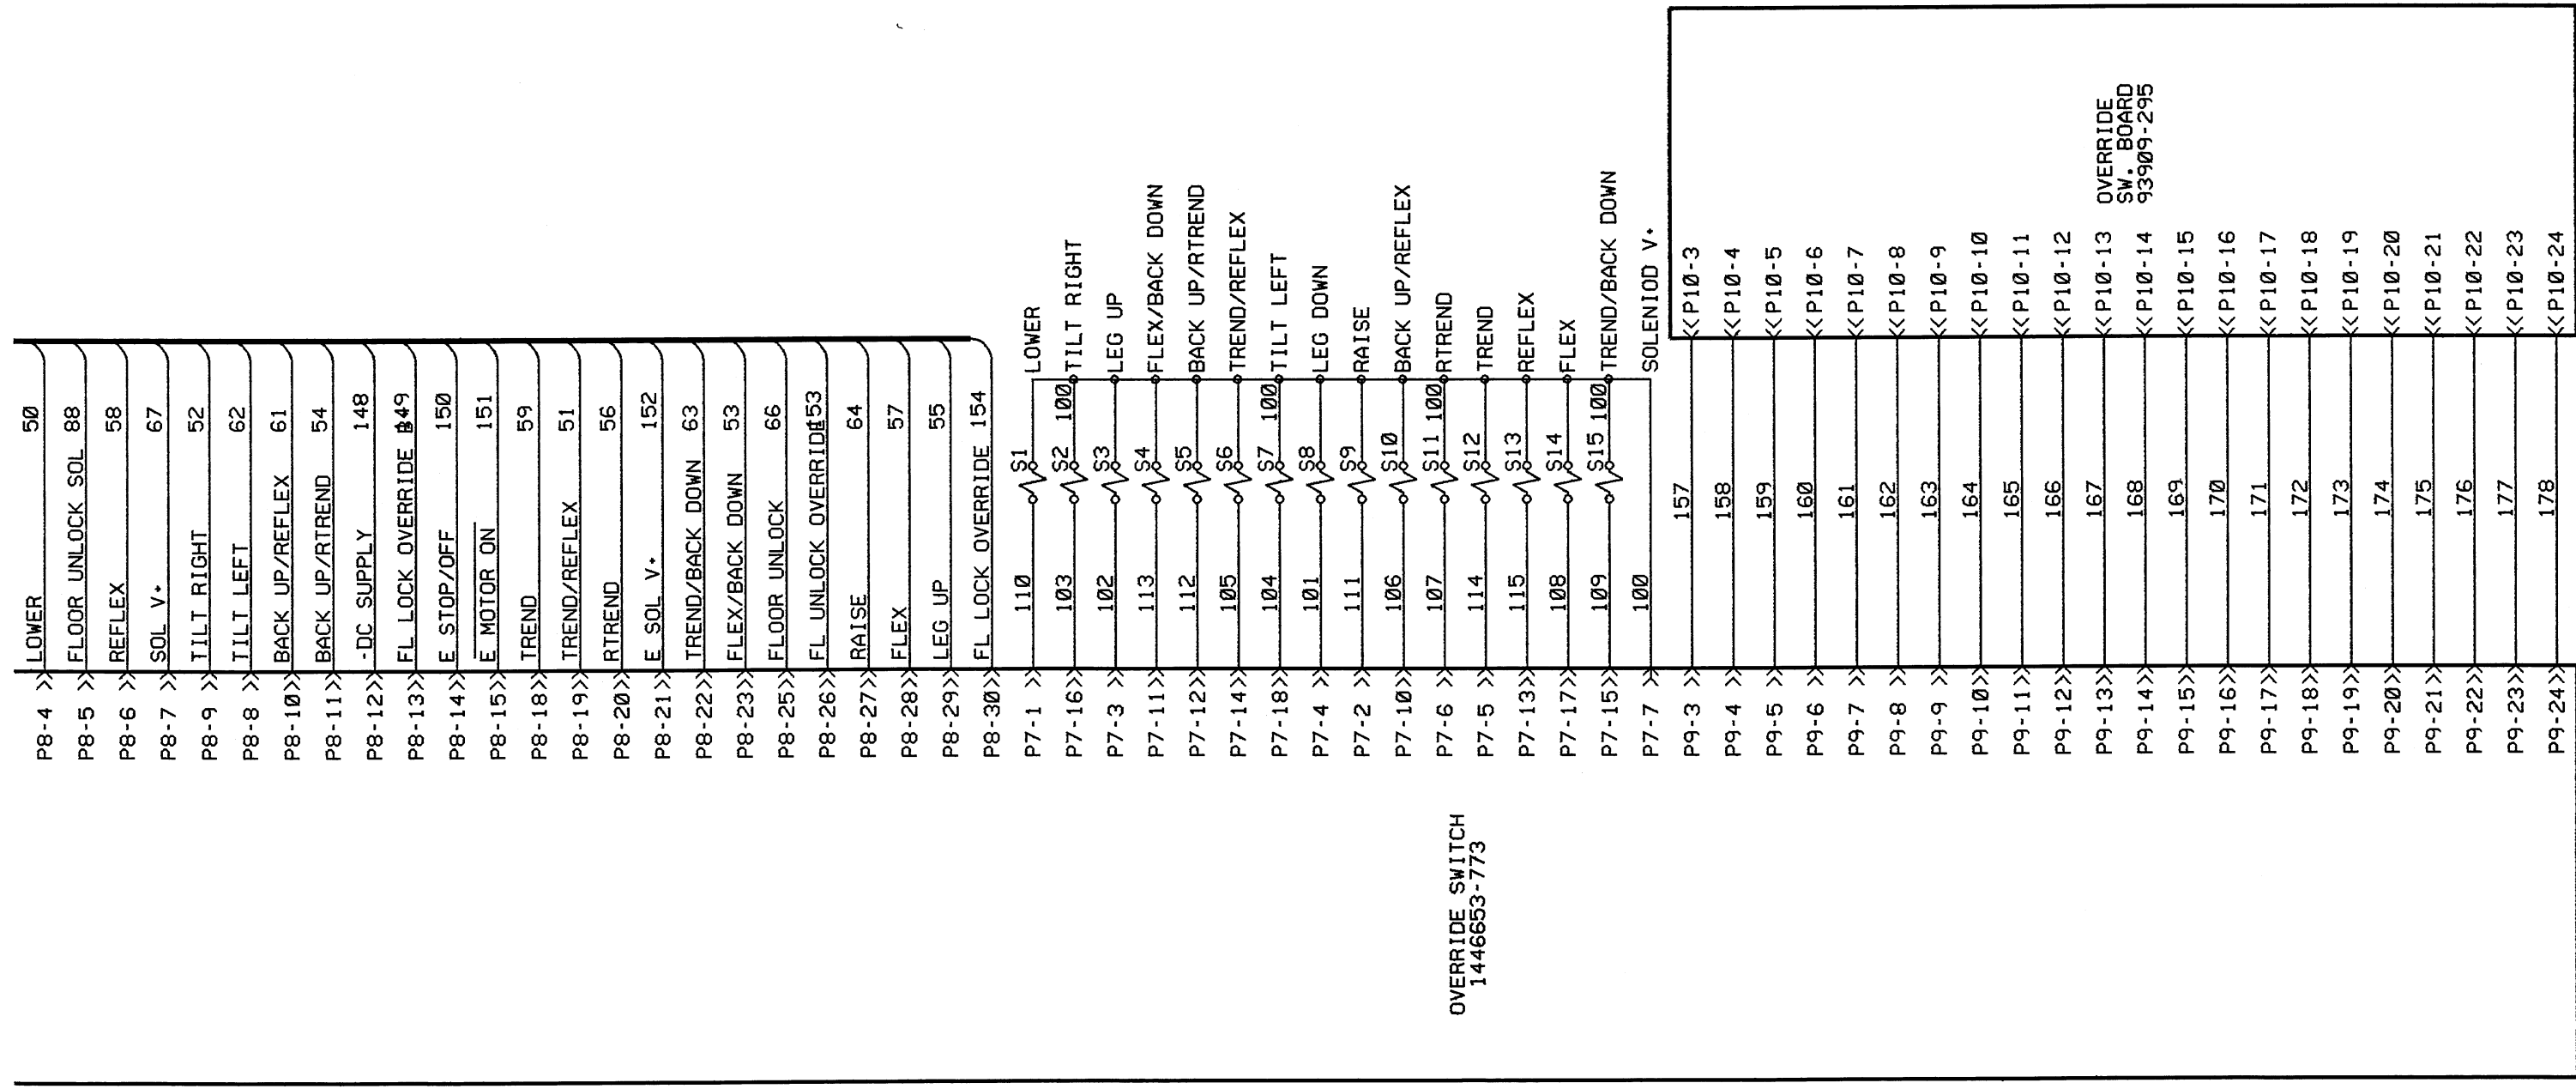 P8-4 LOWER 50
P8-5 FLOOR UNLOCK SOL 88
P8-6 REFLEX 58
P8-7 SOL V+ 67
P8-9 TILT RIGHT 52
P8-8 TILT LEFT 62
P8-10 BACK UP/REFLEX 61
P8-11 BACK UP/RTREND 54
P8-12 -DC SUPPLY 148
P8-13 FL LOCK OVERRIDE 149
P8-14 E STOP/OFF 150
P8-15 E MOTOR ON 151
P8-18 TREND 59
P8-19 TREND/REFLEX 51
P8-20 RTREND 56
P8-21 E SOL V+ 152
P8-22 TREND/BACK DOWN 63
P8-23 FLEX/BACK DOWN 53
P8-25 FLOOR UNLOCK 66
P8-26 FL UNLOCK OVERRIDE 153
P8-27 RAISE 64
P8-28 FLEX 57
P8-29 LEG UP 55
P8-30 FL LOCK OVERRIDE 154
P7-1 110 S1 LOWER
P7-16 103 S2 100 TILT RIGHT
P7-3 102 S3 LEG UP
P7-11 113 S4 FLEX/BACK DOWN
P7-12 112 S5 BACK UP/RTREND
P7-14 105 S6 TREND/REFLEX
P7-18 104 S7 100 TILT LEFT
P7-4 101 S8 LEG DOWN
P7-2 111 S9 RAISE
P7-10 106 S10 BACK UP/REFLEX
P7-6 107 S11 100 RTREND
P7-5 114 S12 TREND
P7-13 115 S13 REFLEX
P7-17 108 S14 FLEX
P7-15 109 S15 100 TREND/BACK DOWN
P7-7 100 SOLENIOD V+
OVERRIDE SWITCH
1446653-773
P9-3 157 P10-3
P9-4 158 P10-4
P9-5 159 P10-5
P9-6 160 P10-6
P9-7 161 P10-7
P9-8 162 P10-8
P9-9 163 P10-9
P9-10 164 P10-10
P9-11 165 P10-11
P9-12 166 P10-12
P9-13 167 P10-13
P9-14 168 P10-14
P9-15 169 P10-15
P9-16 170 P10-16
P9-17 171 P10-17
P9-18 172 P10-18
P9-19 173 P10-19
P9-20 174 P10-20
P9-21 175 P10-21
P9-22 176 P10-22
P9-23 177 P10-23
P9-24 178 P10-24
OVERRIDE
SW. BOARD
93909-295